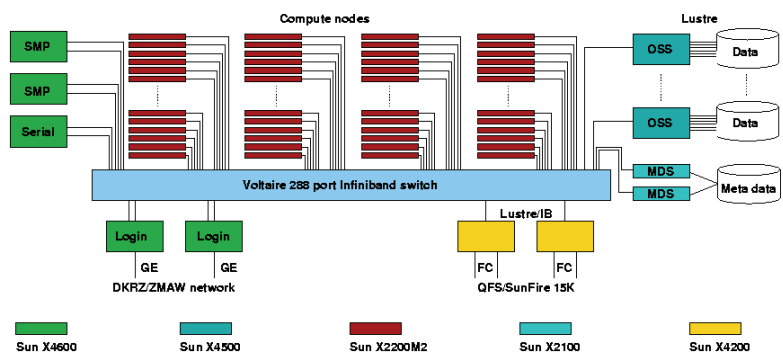 Compute nodes
Lustre
SMP
OSS
Data
SMP
Serial
OSS
Data
Voltaire 288 port Infiniband switch
MDS
MDS
Meta data
Lustre/IB
Login
Login
GE
GE
FC
FC
DKRZ/ZMAW network
QFS/SunFire 15K
Sun X4600
Sun X4500
Sun X2200M2
Sun X2100
Sun X4200